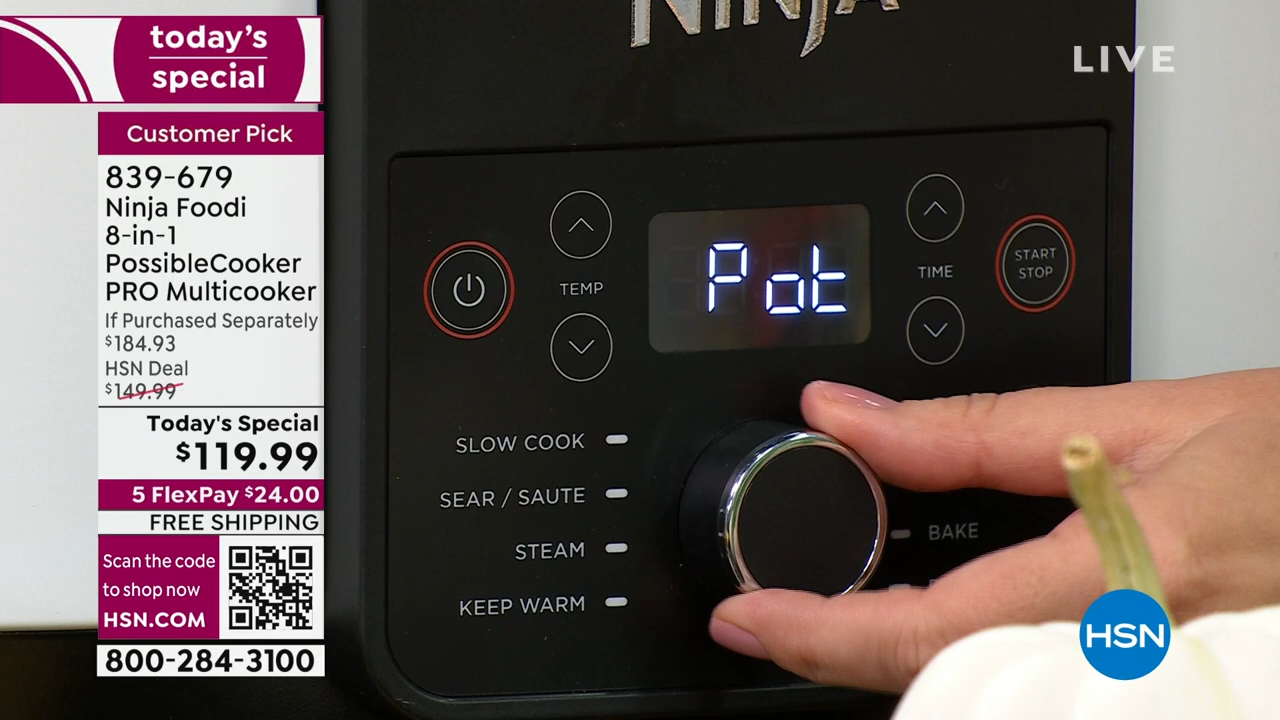 today's
special
Customer Pick
839-679
Ninja Foodi
8-in-1
PossibleCooker
PRO Multicooker
If Purchased Separately
$184.93
HSN Deal
$149.99
Today's Special
$119.99
5 FlexPay $24.00
FREE SHIPPING
Scan the code
to shop now
HSN.COM
800-284-3100
NINJA
LIVE
TEMP
Pot
TIME
START
STOP
SLOW COOK
SEAR / SAUTE
STEAM
KEEP WARM
BAKE
HSN